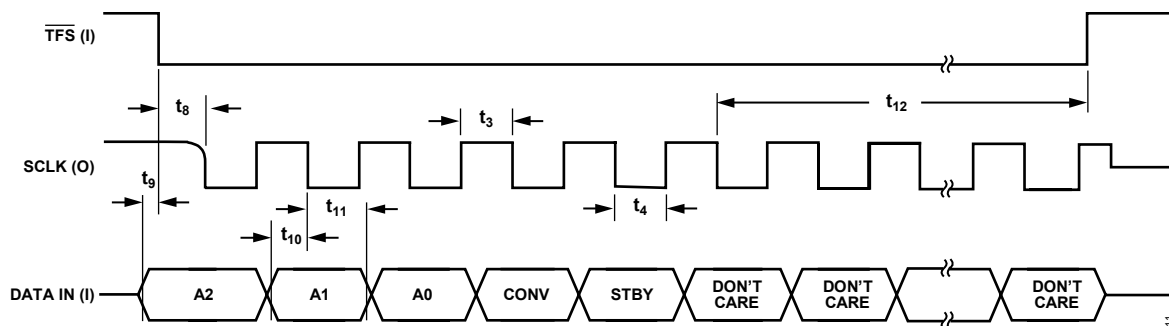 TFS (I)
t8
t3
t12
SCLK (O)
t9
t11
t4
t10
DATA IN (I)
A2
A1
A0
CONV
STBY
DON'T
CARE
DON'T
CARE
DON'T
CARE